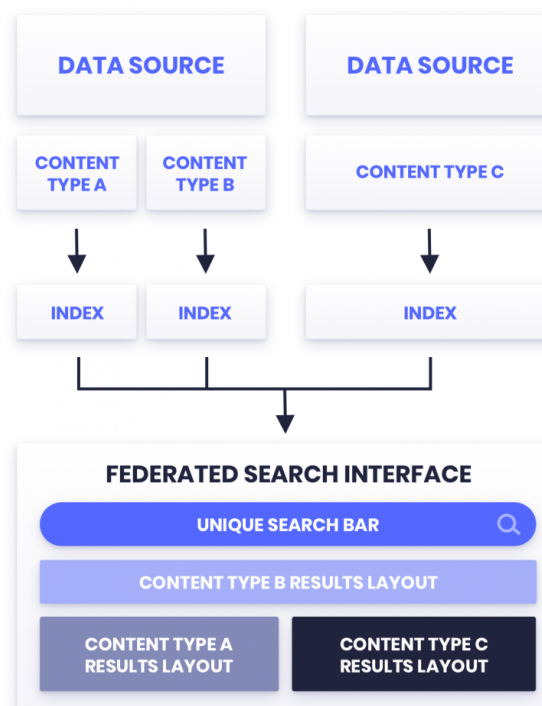 DATA SOURCE
DATA SOURCE
CONTENT
TYPE A
CONTENT
TYPE B
CONTENT TYPE C
INDEX
INDEX
INDEX
FEDERATED SEARCH INTERFACE
UNIQUE SEARCH BAR
CONTENT TYPE B RESULTS LAYOUT
CONTENT TYPE A
RESULTS LAYOUT
CONTENT TYPE C
RESULTS LAYOUT